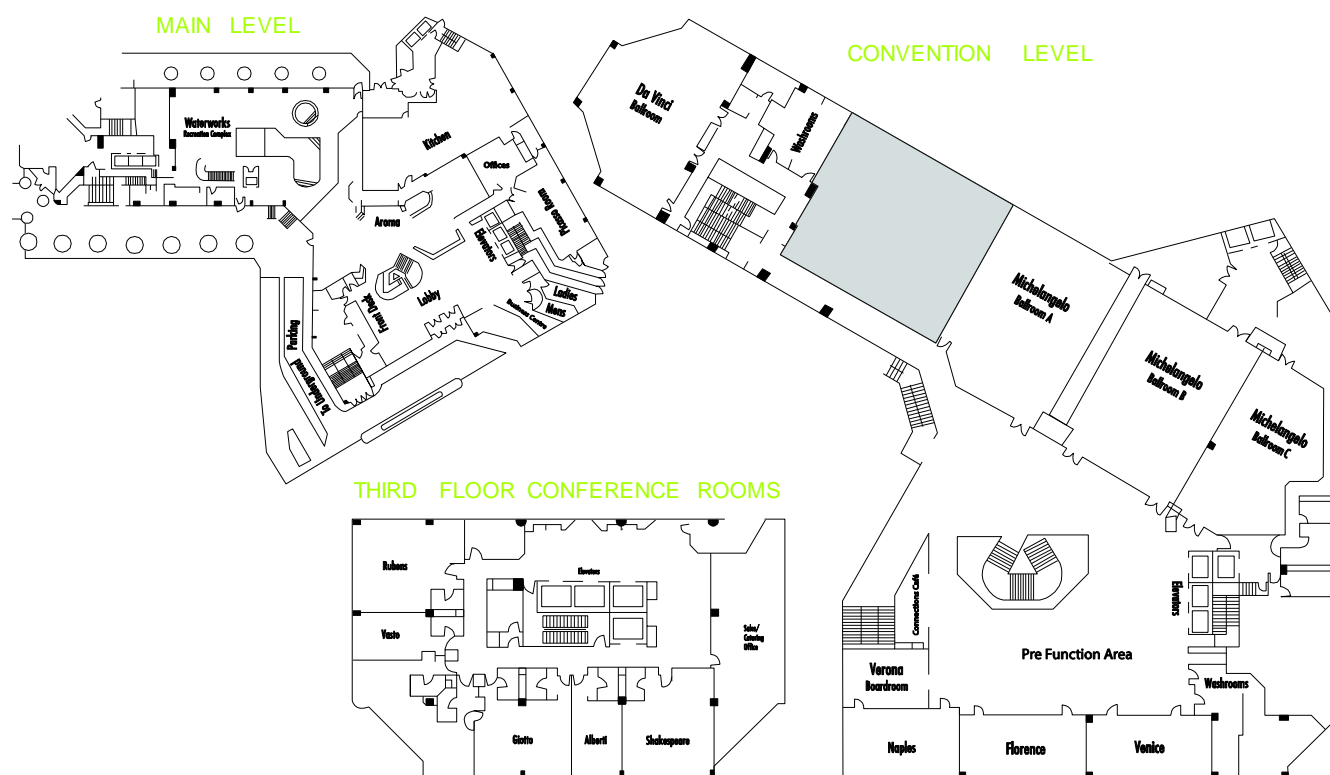 MAIN LEVEL
CONVENTION LEVEL
Da Vinci
Ballroom
Washrooms
Waterworks
Recreation Complex
Kitchen
Offices
Picasso Room
Aroma
Elevators
Lobby
Front Desk
Ladies
Mens
Business Centre
Parking
To Underground
Michelangelo
Ballroom A
Michelangelo
Ballroom B
Michelangelo
Ballroom C
THIRD FLOOR CONFERENCE ROOMS
Rubens
Elevators
Vasto
Sales/
Catering
Office
Giotto
Alberti
Shakespeare
Connections Café
Elevators
Pre Function Area
Verona
Boardroom
Washrooms
Naples
Florence
Venice